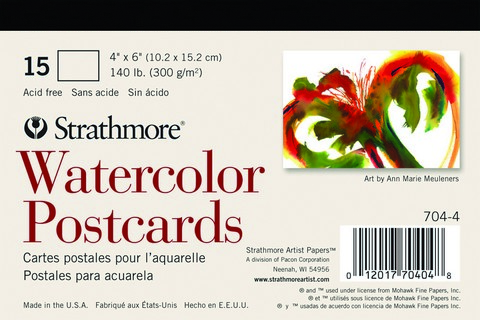 15
4" x 6" (10.2 x 15.2 cm)
140 lb. (300 g/m²)
Acid free Sans acide Sin ácido
Strathmore®
Watercolor
Postcards
Cartes postales pour l'aquarelle
Postales para acuarela
Art by Ann Marie Meuleners
704-4
Strathmore Artist Papers™
A division of Pacon Corporation
Neenah, WI 54956
www.strathmoreartist.com
0 12017 70404 8
Made in the U.S.A. Fabriqué aux États-Unis Hecho en E.E.U.U.
® and ™ used under license from Mohawk Fine Papers, Inc.
® et ™ utilisés sous licence de Mohawk Fine Papers, Inc.
® y ™ usadas de acuerdo con licencia de Mohawk Fine Papers, Inc.